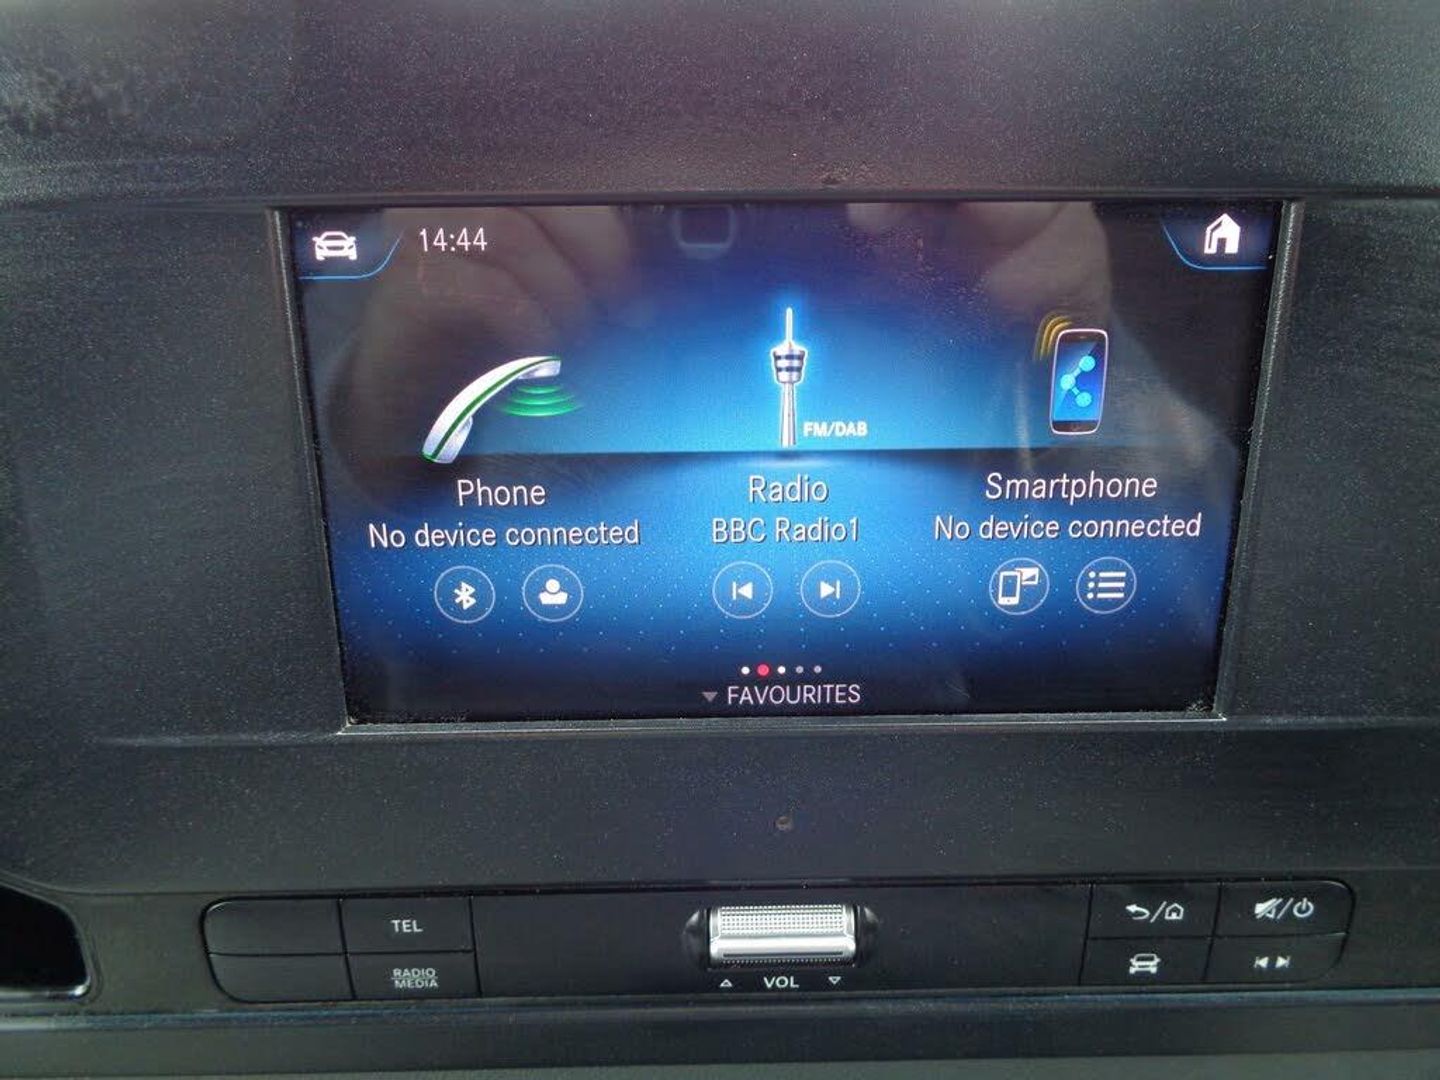 14:44
FM/DAB
Phone
No device connected
Radio
BBC Radio1
Smartphone
No device connected
FAVOURITES
TEL
RADIO
MEDIA
VOL